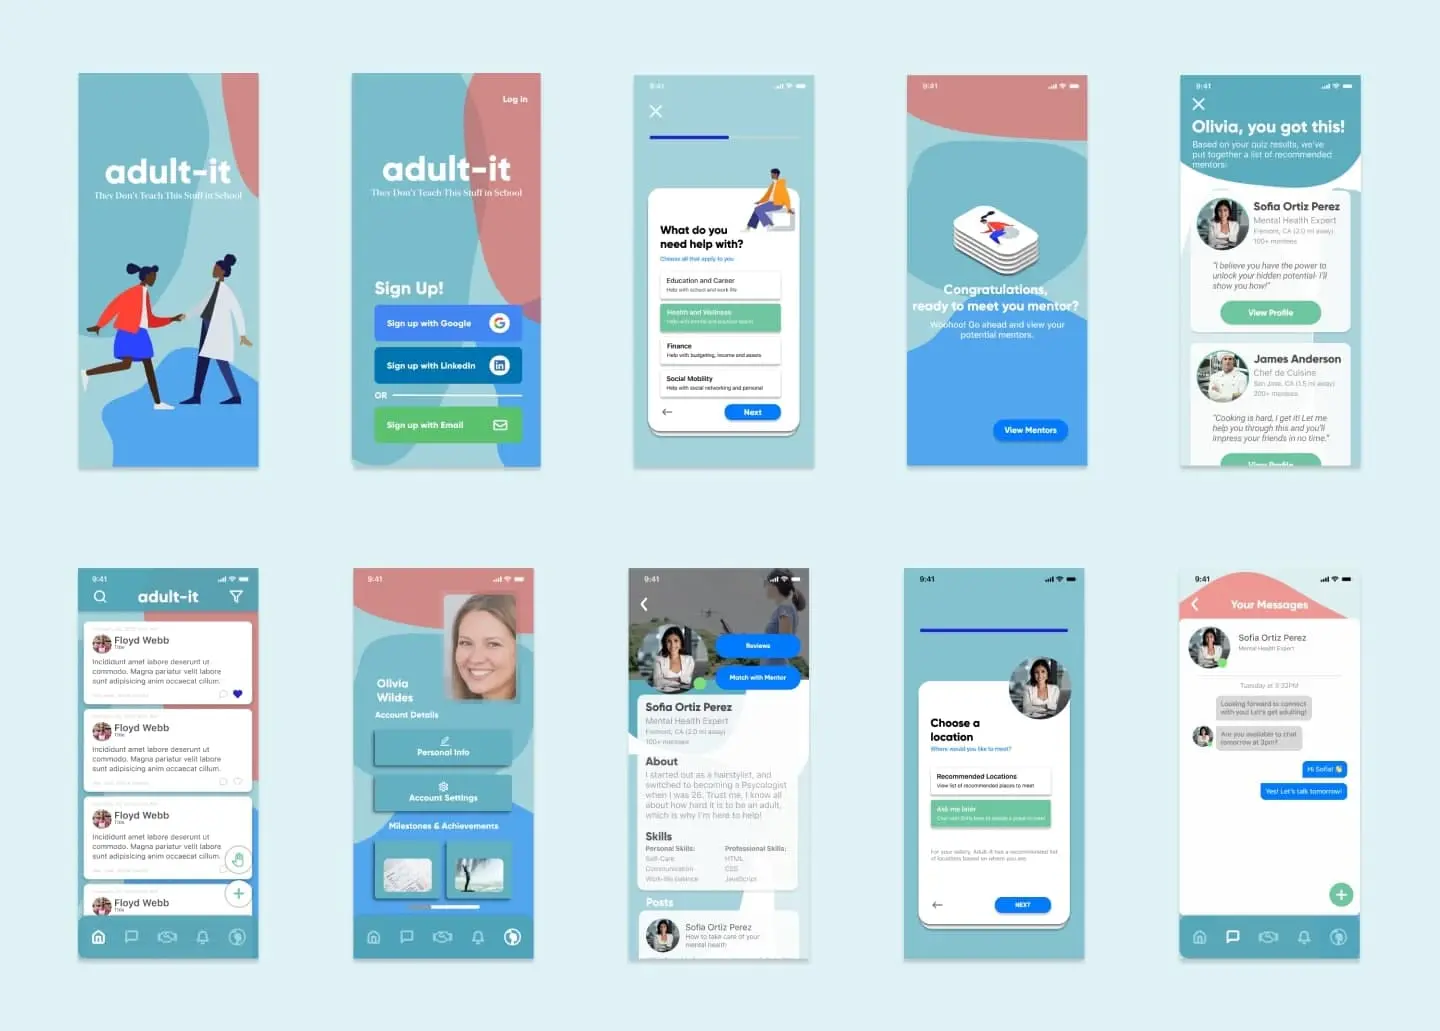 adult-it
They Don't Teach This Stuff in School
Log in
adult-it
They Don't Teach This Stuff in School
Sign Up!
Sign up with Google
Sign up with LinkedIn
OR
Sign up with Email
9:41
What do you
need help with?
Choose all that apply to you
Education and Career
Help with school and work life
Health and Wellness
Help with mental and physical health
Finance
Help with budgeting, income and assets
Social Mobility
Help with social networking and personal
Next
9:41
Congratulations,
ready to meet you mentor?
Woohoo! Go ahead and view your
potential mentors.
View Mentors
9:41
Olivia, you got this!
Based on your quiz results, we've
put together a list of recommended
mentors:
Sofia Ortiz Perez
Mental Health Expert
Fremont, CA (2.0 mi away)
100+ mentees
"I believe you have the power to
unlock your hidden potential- I'll
show you how!"
View Profile
James Anderson
Chef de Cuisine
San Jose, CA (1.5 mi away)
200+ mentees
"Cooking is hard, I get it! Let me
help you through this and you'll
impress your friends in no time."
View Profile
9:41
adult-it
Floyd Webb
Title
Incididunt amet labore deserunt ut
commodo. Magna pariatur velit labore
sunt adipisicing anim occaecat cillum.
Floyd Webb
Title
Incididunt amet labore deserunt ut
commodo. Magna pariatur velit labore
sunt adipisicing anim occaecat cillum.
Floyd Webb
Title
Incididunt amet labore deserunt ut
commodo. Magna pariatur velit labore
sunt adipisicing anim occaecat cillum.
Floyd Webb
Title
9:41
Olivia
Wildes
Account Details
Personal Info
Account Settings
Milestones & Achievements
9:41
Reviews
Match with Mentor
Sofia Ortiz Perez
Mental Health Expert
Fremont, CA (2.0 mi away)
100+ mentees
About
I started out as a hairstylist, and
switched to becoming a Psycologist
when I was 26. Trust me, I know all
about how hard it is to be an adult,
which is why I'm here to help!
Skills
Personal Skills:
Professional Skills:
Self-Care
HTML
Communication
CSS
Work-life balance
JavaScript
Posts
Sofia Ortiz Perez
How to take care of your
mental health
9:41
Choose a
location
Where would you like to meet?
Recommended Locations
View list of recommended places to meet
Ask me later
For your safety, Adult-It has a recommended list
of locations based on where you are
NEXT
9:41
Your Messages
Sofia Ortiz Perez
Mental Health Expert
Tuesday at 9:32PM
Looking forward to connect
with you! Let's get adulting!
Are you available to chat
tomorrow at 3pm?
Hi Sofia! 👋
Yes! Let's talk tomorrow!